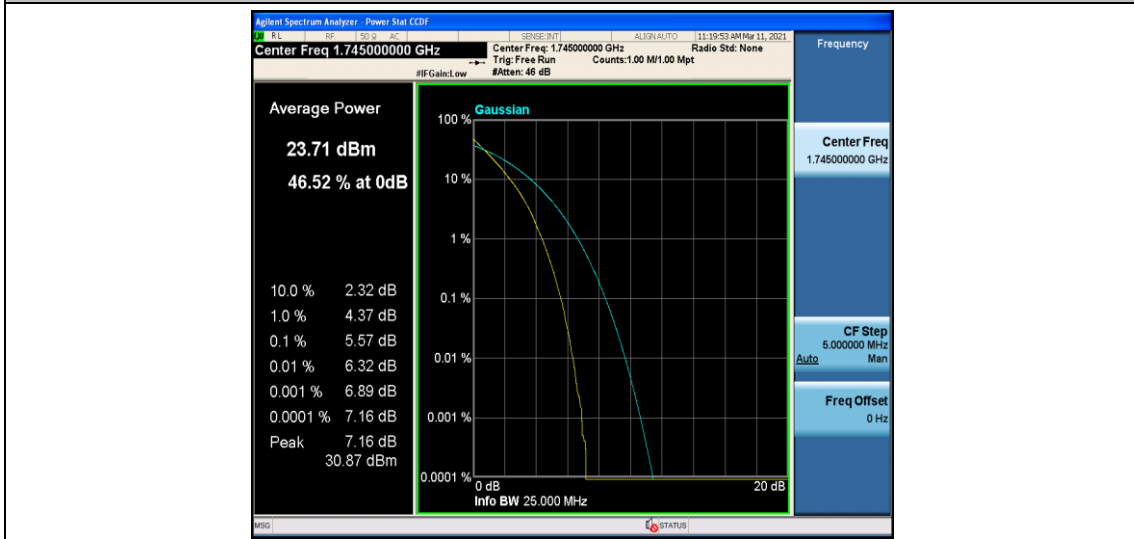 Agilent Spectrum Analyzer - Power Stat CCDF
RL RF 50 Ω AC SENSE:INT ALIGN AUTO 11:19:53 AM Mar 11, 2021
Center Freq 1.745000000 GHz
Center Freq: 1.745000000 GHz Radio Std: None
Trig: Free Run Counts:1.00 M/1.00 Mpt
#IFGain:Low #Atten: 46 dB
Frequency
Average Power
23.71 dBm
46.52 % at 0dB
10.0 % 2.32 dB
1.0 % 4.37 dB
0.1 % 5.57 dB
0.01 % 6.32 dB
0.001 % 6.89 dB
0.0001 % 7.16 dB
Peak 7.16 dB
30.87 dBm
Gaussian
100 %
10 %
1 %
0.1 %
0.01 %
0.001 %
0.0001 %
0 dB 20 dB
Info BW 25.000 MHz
Center Freq
1.745000000 GHz
CF Step
5.000000 MHz
Auto Man
Freq Offset
0 Hz
MSG STATUS